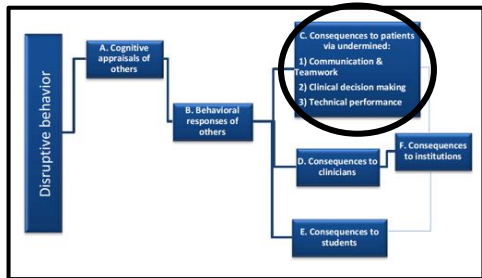 Disruptive behavior
A. Cognitive
appraisals of
others
B. Behavioral
responses of
others
C. Consequences to patients
via undermined:
1) Communication &
Teamwork
2) Clinical decision making
3) Technical performance
D. Consequences to
clinicians
E. Consequences to
students
F. Consequences
to institutions